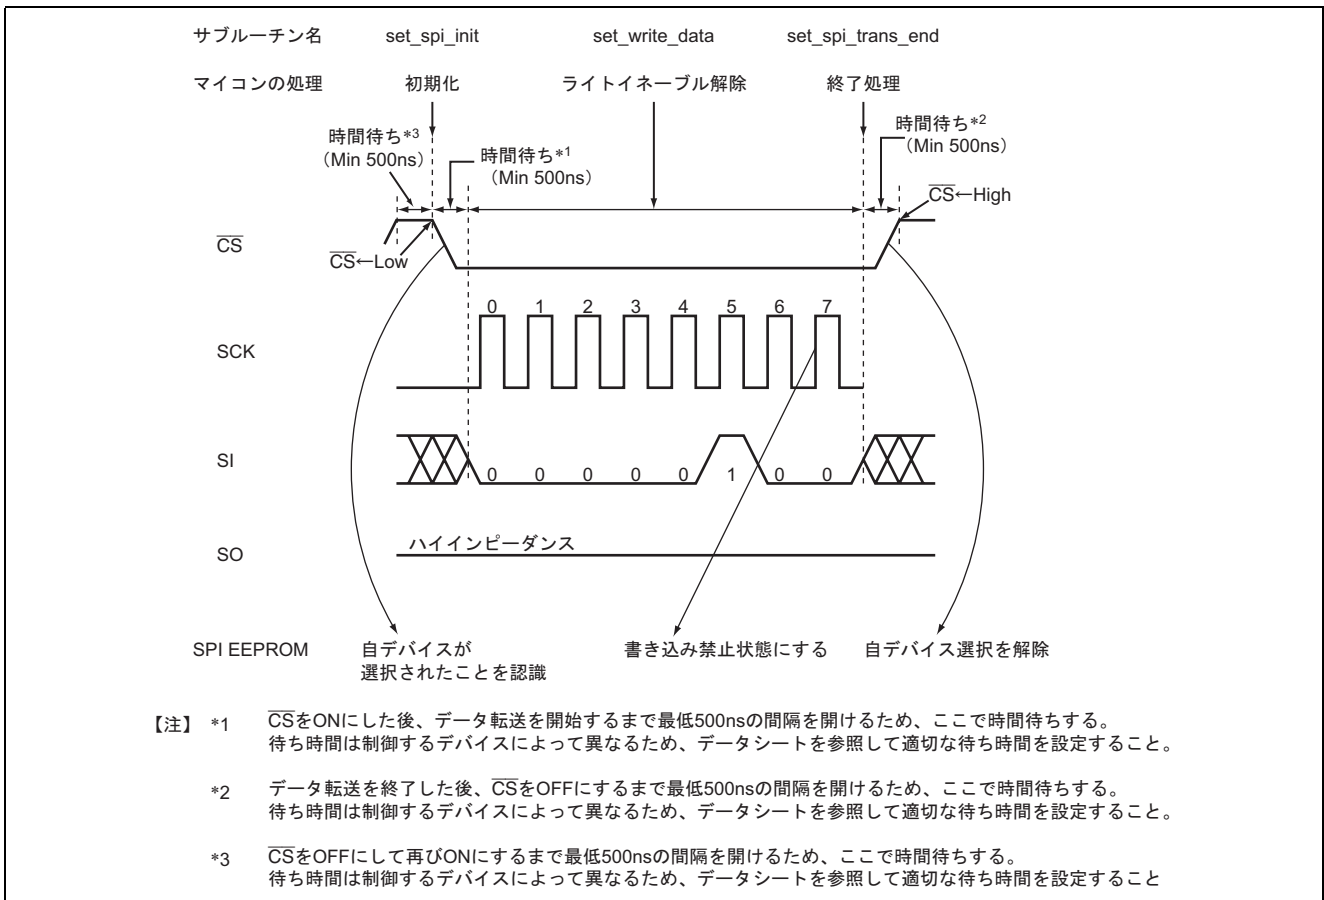 サブルーチン名 set_spi_init set_write_data set_spi_trans_end
マイコンの処理 初期化 ライトイネーブル解除 終了処理
時間待ち*3
（Min 500ns）
時間待ち*1
（Min 500ns）
時間待ち*2
（Min 500ns）
C̅S̅←High
C̅S̅
C̅S̅←Low
0 1 2 3 4 5 6 7
SCK
SI
0 0 0 0 0 1 0 0
ハイインピーダンス
SO
SPI EEPROM 自デバイスが
選択されたことを認識
書き込み禁止状態にする 自デバイス選択を解除
【注】 *1 C̅S̅をONにした後、データ転送を開始するまで最低500nsの間隔を開けるため、ここで時間待ちする。
待ち時間は制御するデバイスによって異なるため、データシートを参照して適切な待ち時間を設定すること。
*2 データ転送を終了した後、C̅S̅をOFFにするまで最低500nsの間隔を開けるため、ここで時間待ちする。
待ち時間は制御するデバイスによって異なるため、データシートを参照して適切な待ち時間を設定すること。
*3 C̅S̅をOFFにして再びONにするまで最低500nsの間隔を開けるため、ここで時間待ちする。
待ち時間は制御するデバイスによって異なるため、データシートを参照して適切な待ち時間を設定すること